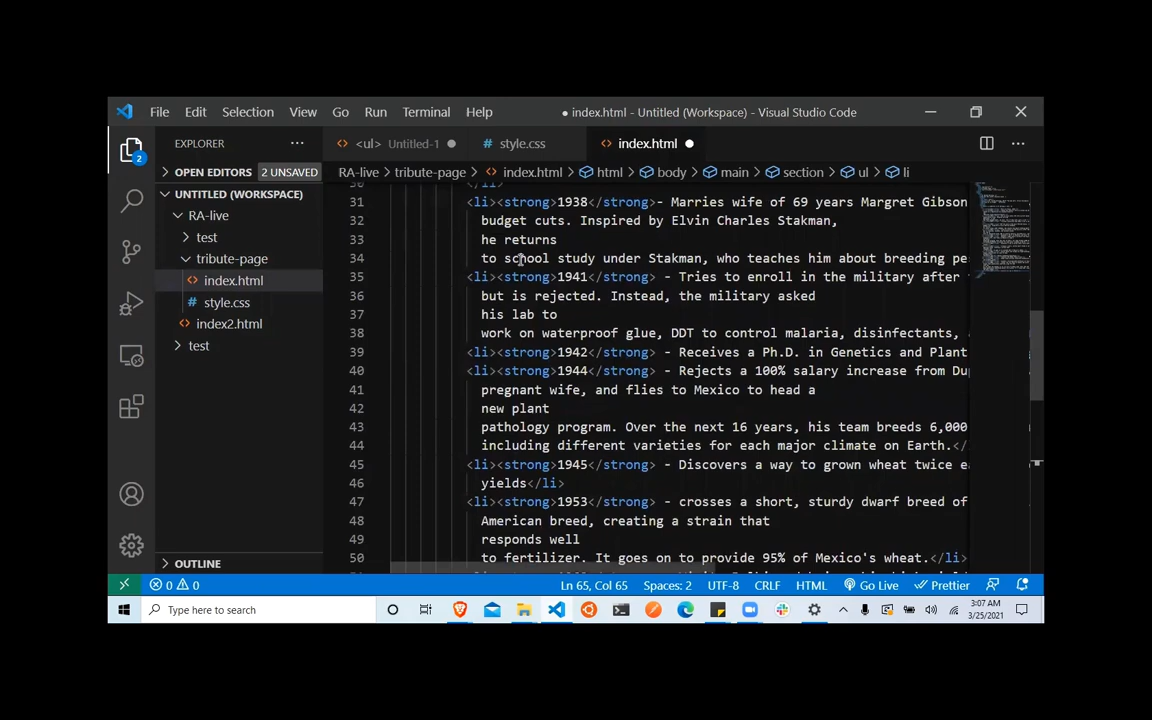 File Edit Selection View Go Run Terminal Help
● index.html - Untitled (Workspace) - Visual Studio Code
EXPLORER
<ul> Untitled-1
# style.css
index.html
OPEN EDITORS 2 UNSAVED
RA-live > tribute-page > index.html > html > body > main > section > ul > li
UNTITLED (WORKSPACE)
RA-live
test
tribute-page
index.html
# style.css
index2.html
test
OUTLINE
2
30 </li>
31 <li><strong>1938</strong>- Marries wife of 69 years Margret Gibson
32 budget cuts. Inspired by Elvin Charles Stakman,
33 he returns
34 to school study under Stakman, who teaches him about breeding pes
35 <li><strong>1941</strong> - Tries to enroll in the military after
36 but is rejected. Instead, the military asked
37 his lab to
38 work on waterproof glue, DDT to control malaria, disinfectants,
39 <li><strong>1942</strong> - Receives a Ph.D. in Genetics and Plant
40 <li><strong>1944</strong> - Rejects a 100% salary increase from Dup
41 pregnant wife, and flies to Mexico to head a
42 new plant
43 pathology program. Over the next 16 years, his team breeds 6,000
44 including different varieties for each major climate on Earth.</
45 <li><strong>1945</strong> - Discovers a way to grown wheat twice ea
46 yields</li>
47 <li><strong>1953</strong> - crosses a short, sturdy dwarf breed of
48 American breed, creating a strain that
49 responds well
50 to fertilizer. It goes on to provide 95% of Mexico's wheat.</li>
0 0
Ln 65, Col 65 Spaces: 2 UTF-8 CRLF HTML Go Live Prettier
Type here to search
3:07 AM
3/25/2021